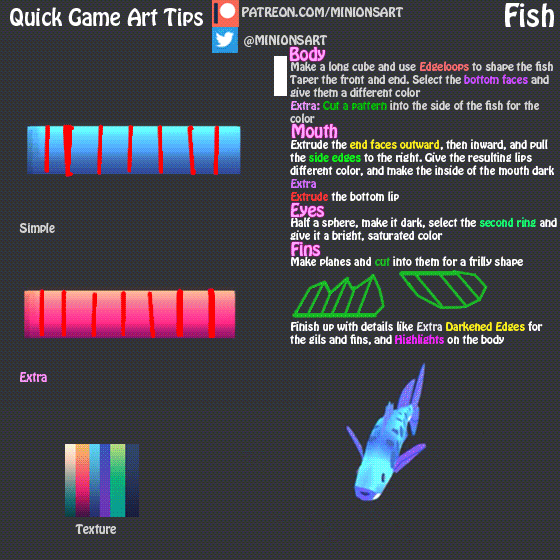 Quick Game Art Tips
PATREON.COM/MINIONSART
@MINIONSART
Fish
Body
Make a long cube and use Edgeloops to shape the fish
Taper the front and end. Select the bottom faces and
give them a different color
Extra: Cut a pattern into the side of the fish for the
color
Mouth
Extrude the end faces outward, then inward, and pull
the side edges to the right. Give the resulting lips
different color, and make the inside of the mouth dark
Extra
Extrude the bottom lip
Eyes
Half a sphere, make it dark, select the second ring and
give it a bright, saturated color
Fins
Make planes and cut into them for a frilly shape
Finish up with details like Extra Darkened Edges for
the gils and fins, and Highlights on the body
Simple
Extra
Texture